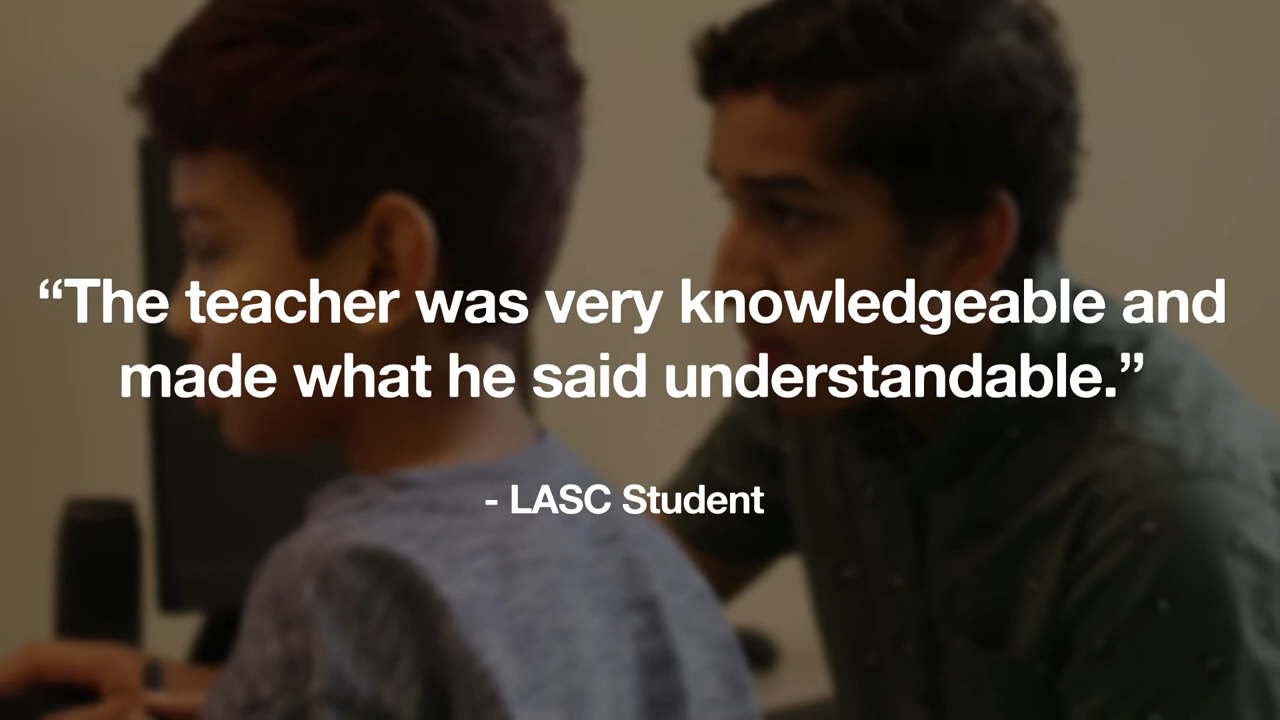 “The teacher was very knowledgeable and
made what he said understandable.”
- LASC Student